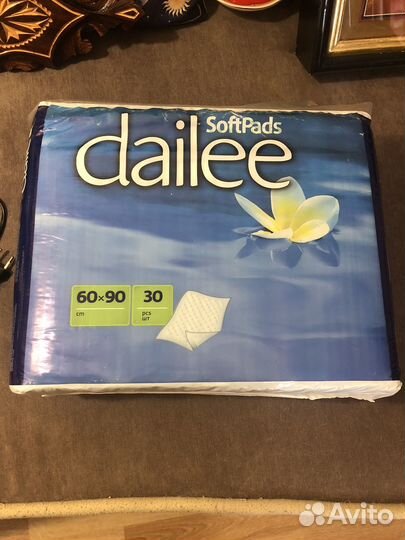 SoftPads
dailee
60×90 30
cm pcs
шт
Avito